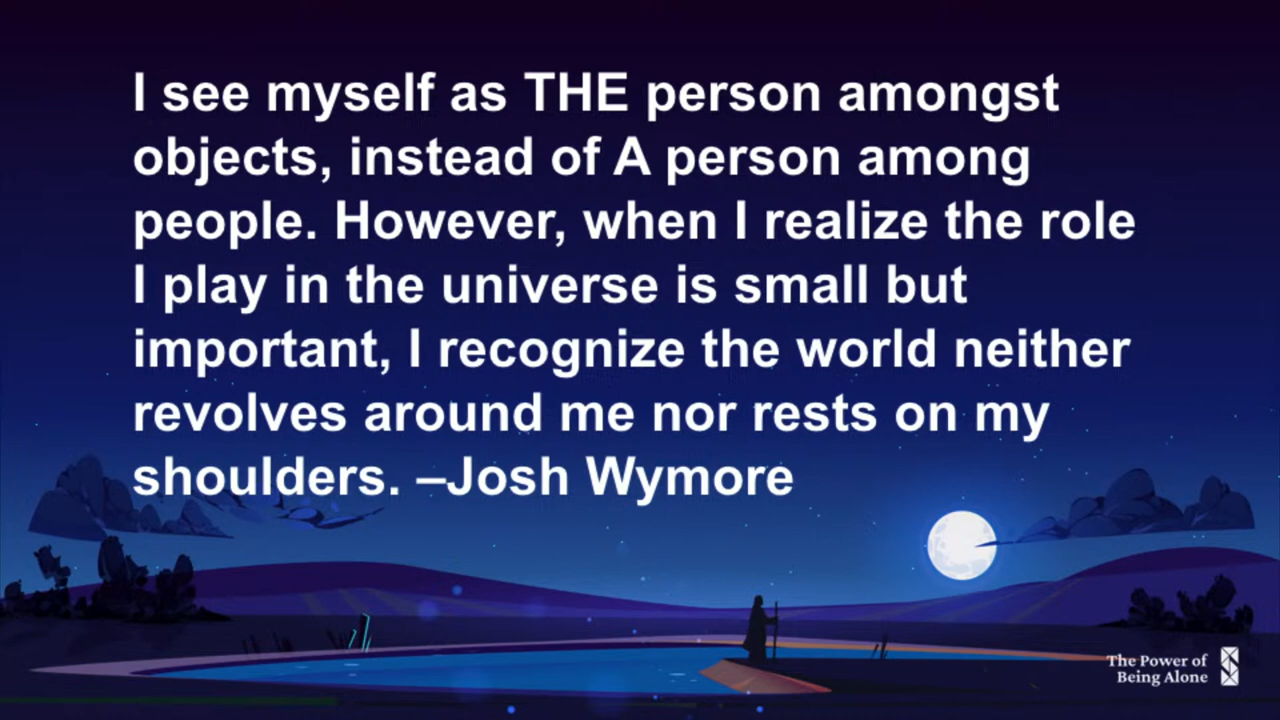 I see myself as THE person amongst
objects, instead of A person among
people. However, when I realize the role
I play in the universe is small but
important, I recognize the world neither
revolves around me nor rests on my
shoulders. –Josh Wymore
The Power of
Being Alone